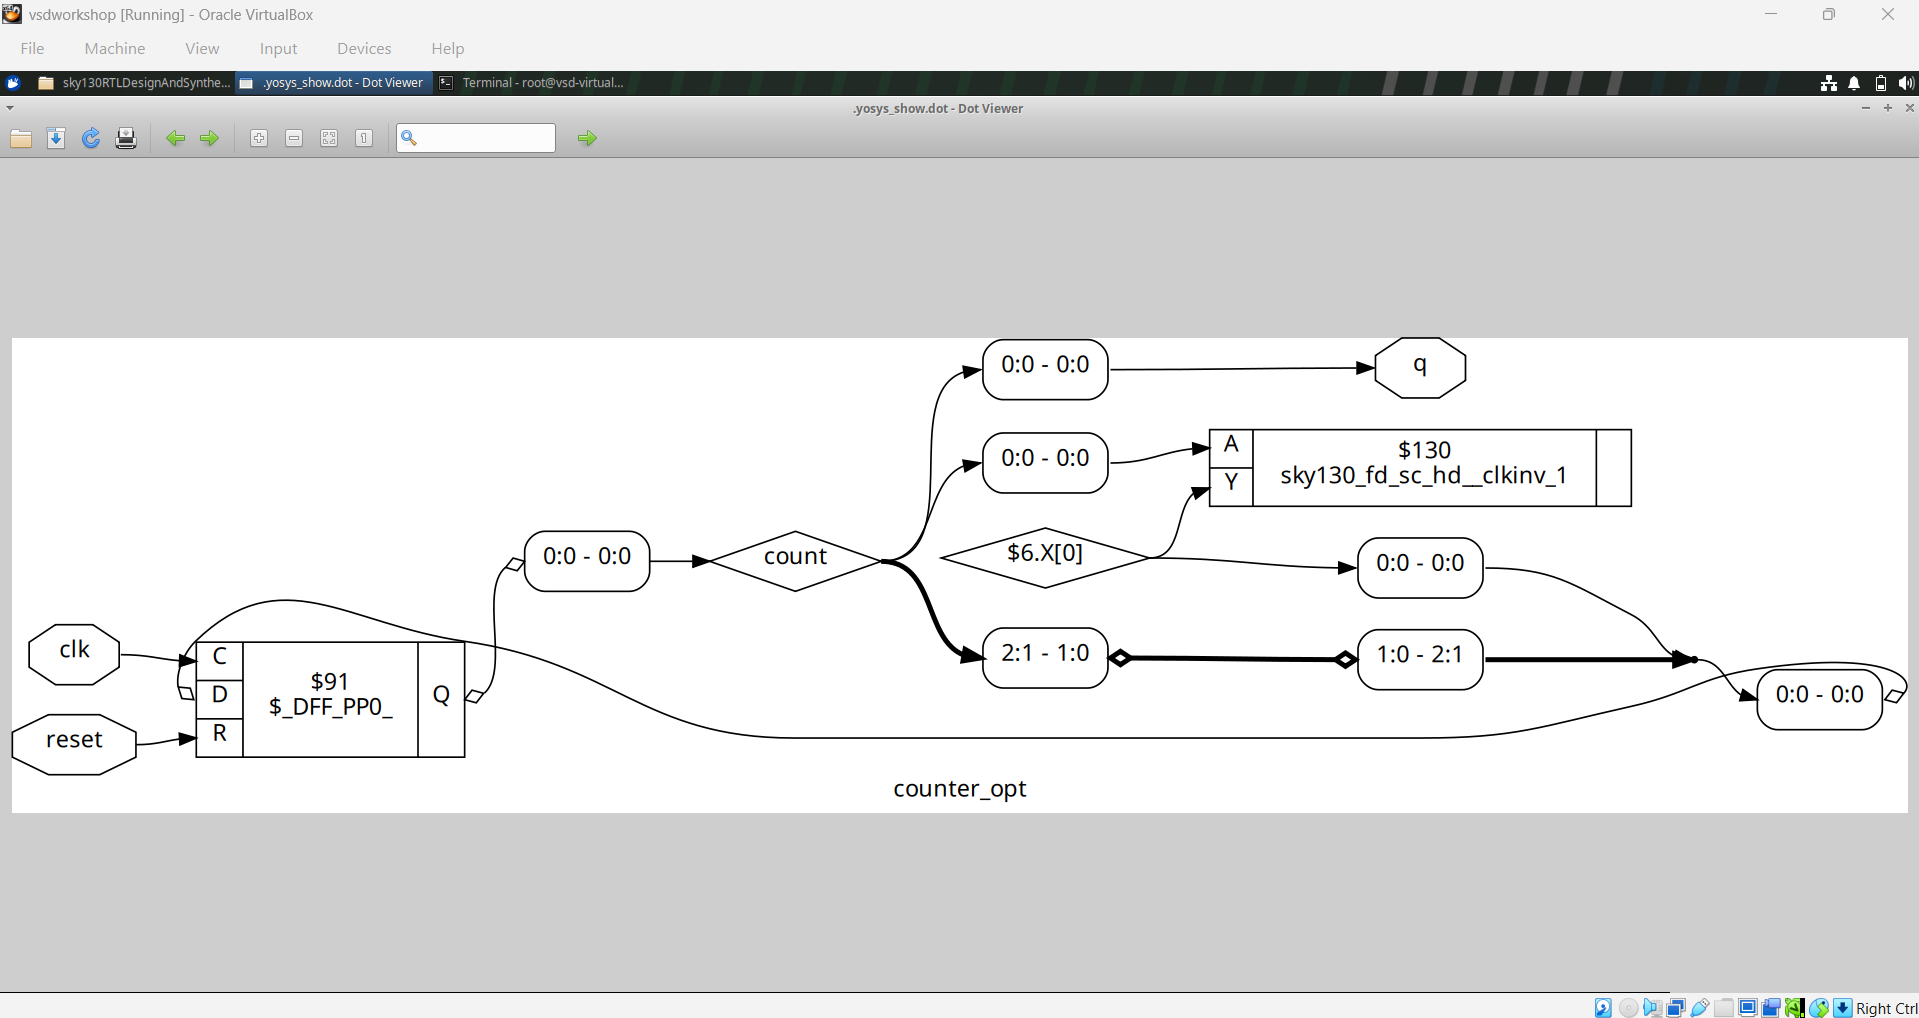 vsdworkshop [Running] - Oracle VirtualBox
File Machine View Input Devices Help
sky130RTLDesignAndSynthe... .yosys_show.dot - Dot Viewer Terminal - root@vsd-virtual...
.yosys_show.dot - Dot Viewer
0:0 - 0:0
q
0:0 - 0:0
A
Y
$130
sky130_fd_sc_hd__clkinv_1
0:0 - 0:0
count
$6.X[0]
0:0 - 0:0
2:1 - 1:0
1:0 - 2:1
0:0 - 0:0
clk
reset
C
D
R
$91
$_DFF_PP0_
Q
counter_opt
Right Ctrl